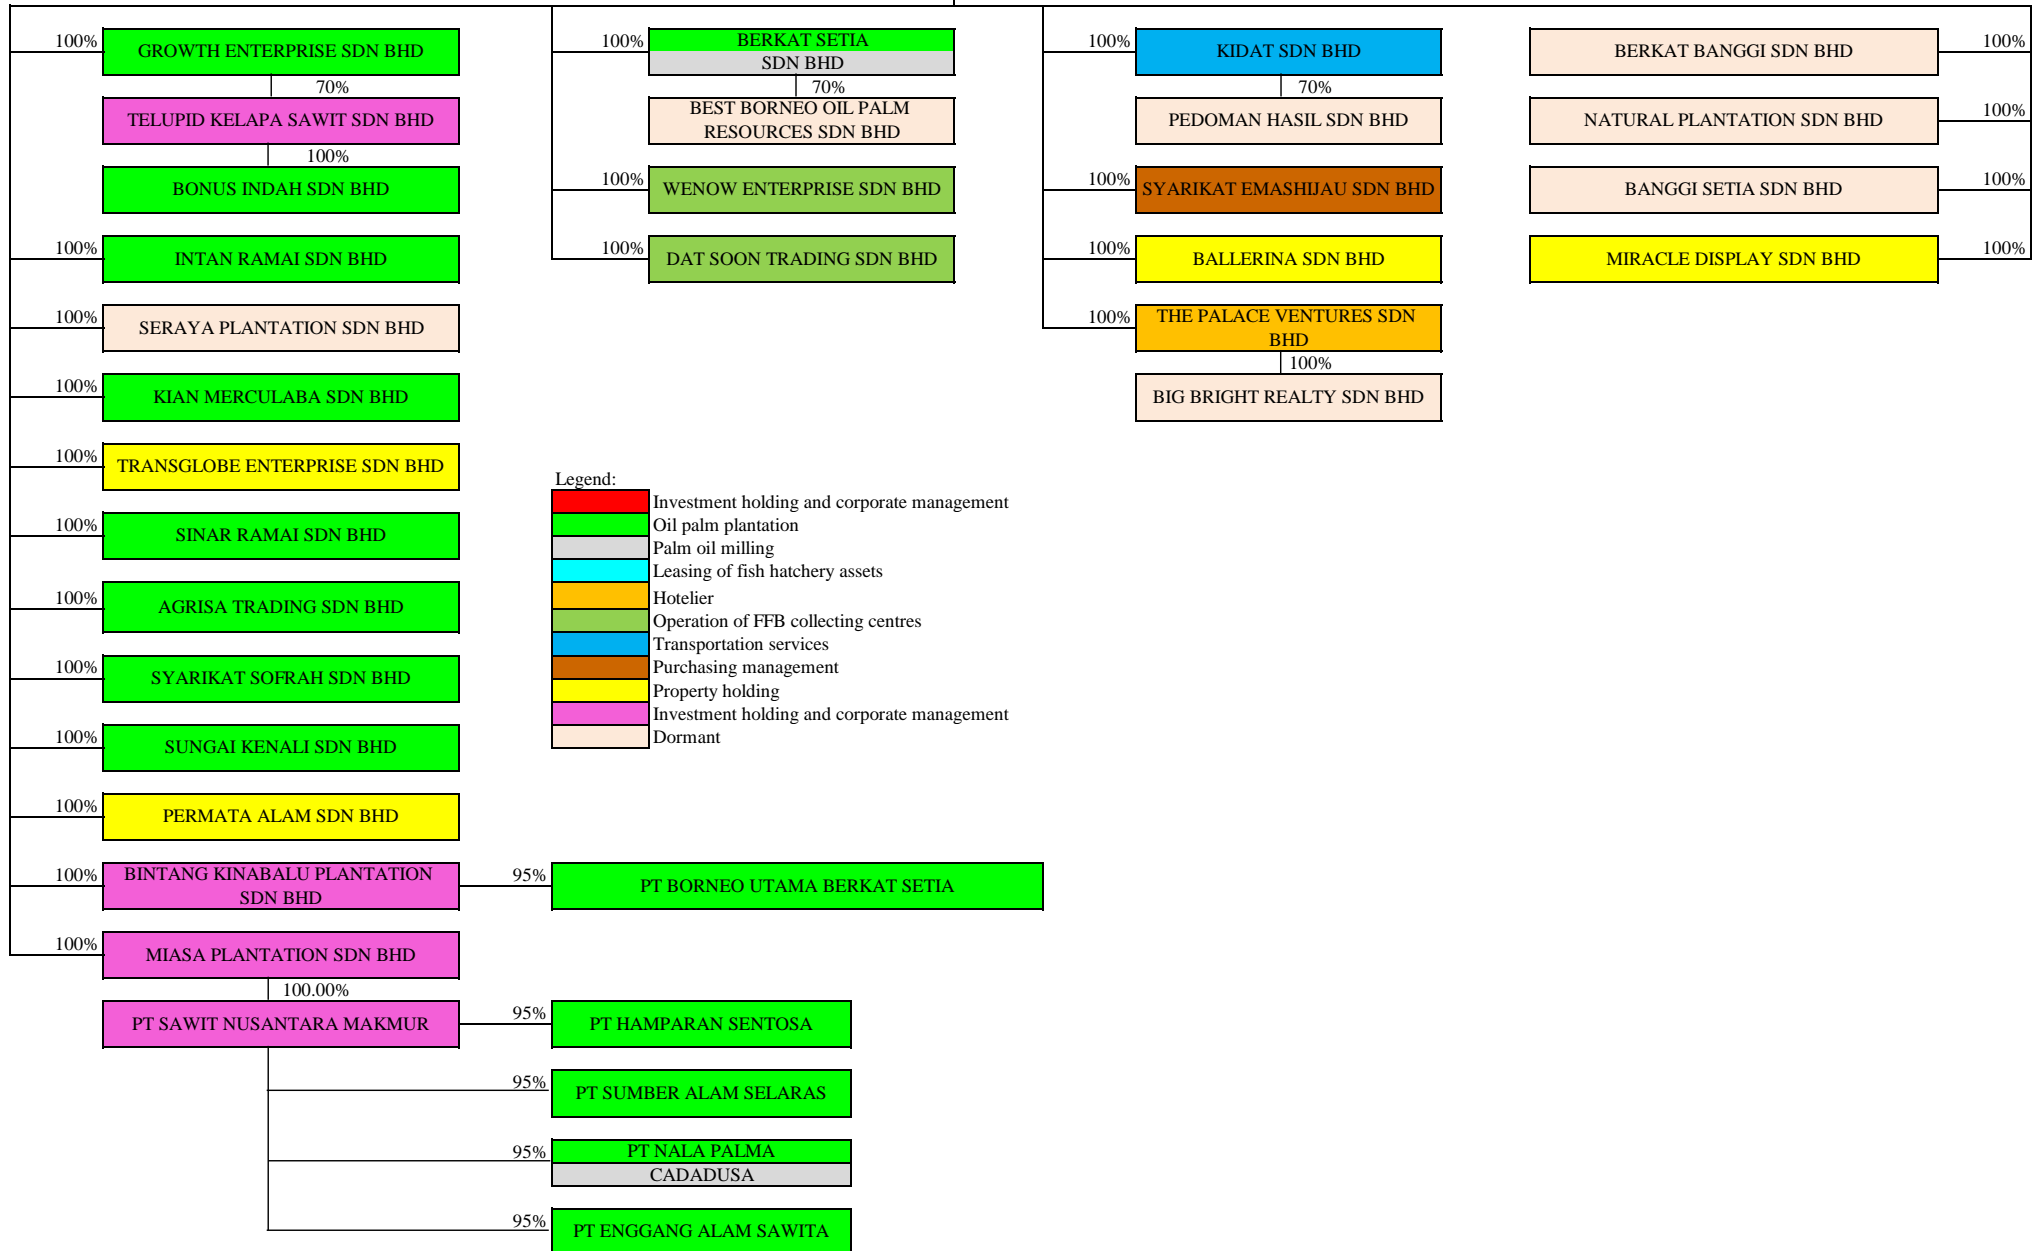 100%
GROWTH ENTERPRISE SDN BHD
70%
TELUPID KELAPA SAWIT SDN BHD
100%
BONUS INDAH SDN BHD
100%
INTAN RAMAI SDN BHD
100%
SERAYA PLANTATION SDN BHD
100%
KIAN MERCULABA SDN BHD
100%
TRANSGLOBE ENTERPRISE SDN BHD
100%
SINAR RAMAI SDN BHD
100%
AGRISA TRADING SDN BHD
100%
SYARIKAT SOFRAH SDN BHD
100%
SUNGAI KENALI SDN BHD
100%
PERMATA ALAM SDN BHD
100%
BINTANG KINABALU PLANTATION
SDN BHD
95%
PT BORNEO UTAMA BERKAT SETIA
100%
MIASA PLANTATION SDN BHD
100.00%
PT SAWIT NUSANTARA MAKMUR
95%
PT HAMPARAN SENTOSA
95%
PT SUMBER ALAM SELARAS
95%
PT NALA PALMA
CADADUSA
95%
PT ENGGANG ALAM SAWITA
100%
BERKAT SETIA
SDN BHD
70%
BEST BORNEO OIL PALM
RESOURCES SDN BHD
100%
WENOW ENTERPRISE SDN BHD
100%
DAT SOON TRADING SDN BHD
100%
KIDAT SDN BHD
70%
PEDOMAN HASIL SDN BHD
100%
SYARIKAT EMASHIJAU SDN BHD
100%
BALLERINA SDN BHD
100%
THE PALACE VENTURES SDN
BHD
100%
BIG BRIGHT REALTY SDN BHD
BERKAT BANGGI SDN BHD
100%
NATURAL PLANTATION SDN BHD
100%
BANGGI SETIA SDN BHD
100%
MIRACLE DISPLAY SDN BHD
100%
Legend:
Investment holding and corporate management
Oil palm plantation
Palm oil milling
Leasing of fish hatchery assets
Hotelier
Operation of FFB collecting centres
Transportation services
Purchasing management
Property holding
Investment holding and corporate management
Dormant